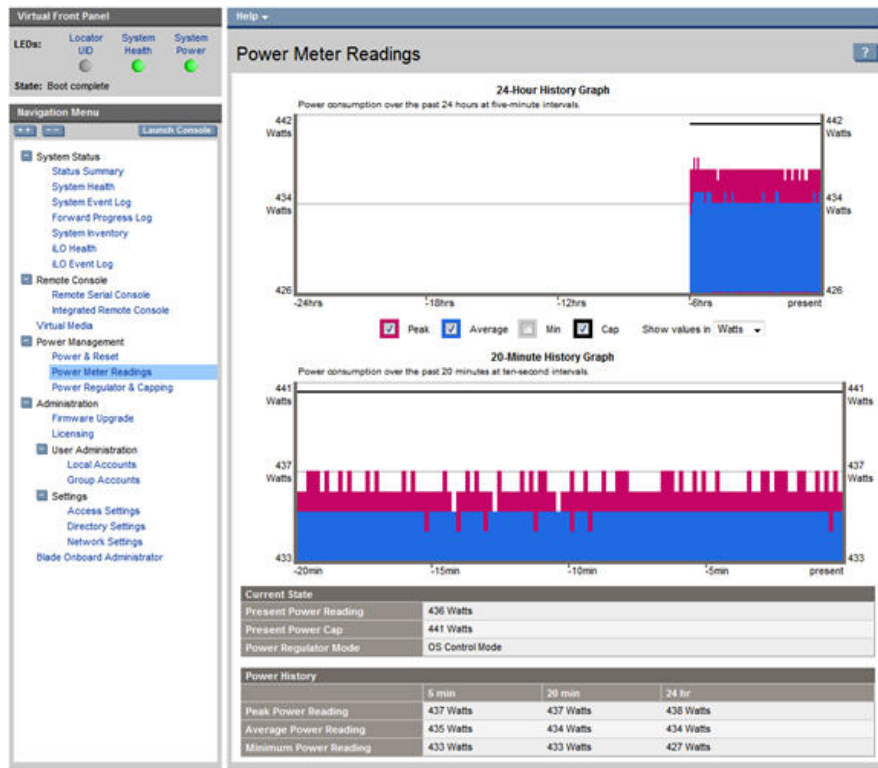 Virtual Front Panel
LEDs:
Locator UID
System Health
System Power
State: Boot complete
Navigation Menu
Launch Console
System Status
Status Summary
System Health
System Event Log
Forward Progress Log
System Inventory
iLO Health
iLO Event Log
Remote Console
Remote Serial Console
Integrated Remote Console
Virtual Media
Power Management
Power & Reset
Power Meter Readings
Power Regulator & Capping
Administration
Firmware Upgrade
Licensing
User Administration
Local Accounts
Group Accounts
Settings
Access Settings
Directory Settings
Network Settings
Blade Onboard Administrator
Help
Power Meter Readings
?
24-Hour History Graph
Power consumption over the past 24 hours at five-minute intervals.
442 Watts 442 Watts
434 Watts 434 Watts
426 426
-24hrs -18hrs -12hrs -6hrs present
Peak Average Min Cap Show values in Watts
20-Minute History Graph
Power consumption over the past 20 minutes at ten-second intervals.
441 Watts 441 Watts
437 Watts 437 Watts
433 433
-20min -15min -10min -5min present
Current State
Present Power Reading 436 Watts
Present Power Cap 441 Watts
Power Regulator Mode OS Control Mode
Power History
5 min 20 min 24 hr
Peak Power Reading 437 Watts 437 Watts 438 Watts
Average Power Reading 435 Watts 434 Watts 434 Watts
Minimum Power Reading 433 Watts 433 Watts 427 Watts